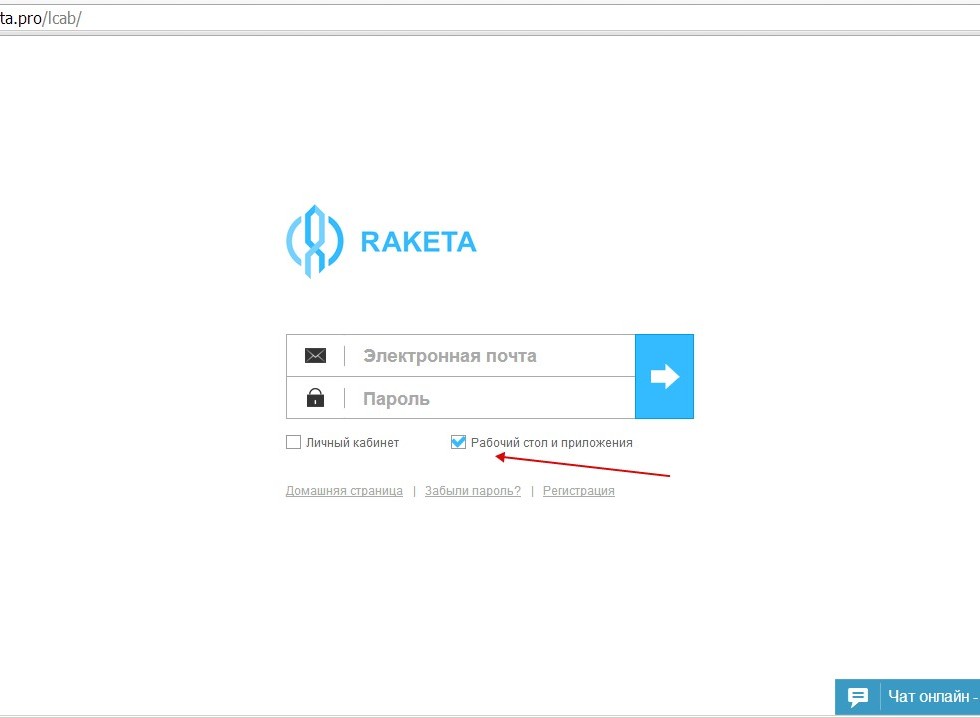 ta.pro/lcab/
RAKETA
Электронная почта
Пароль
Личный кабинет Рабочий стол и приложения
Домашняя страница | Забыли пароль? | Регистрация
Чат онлайн -